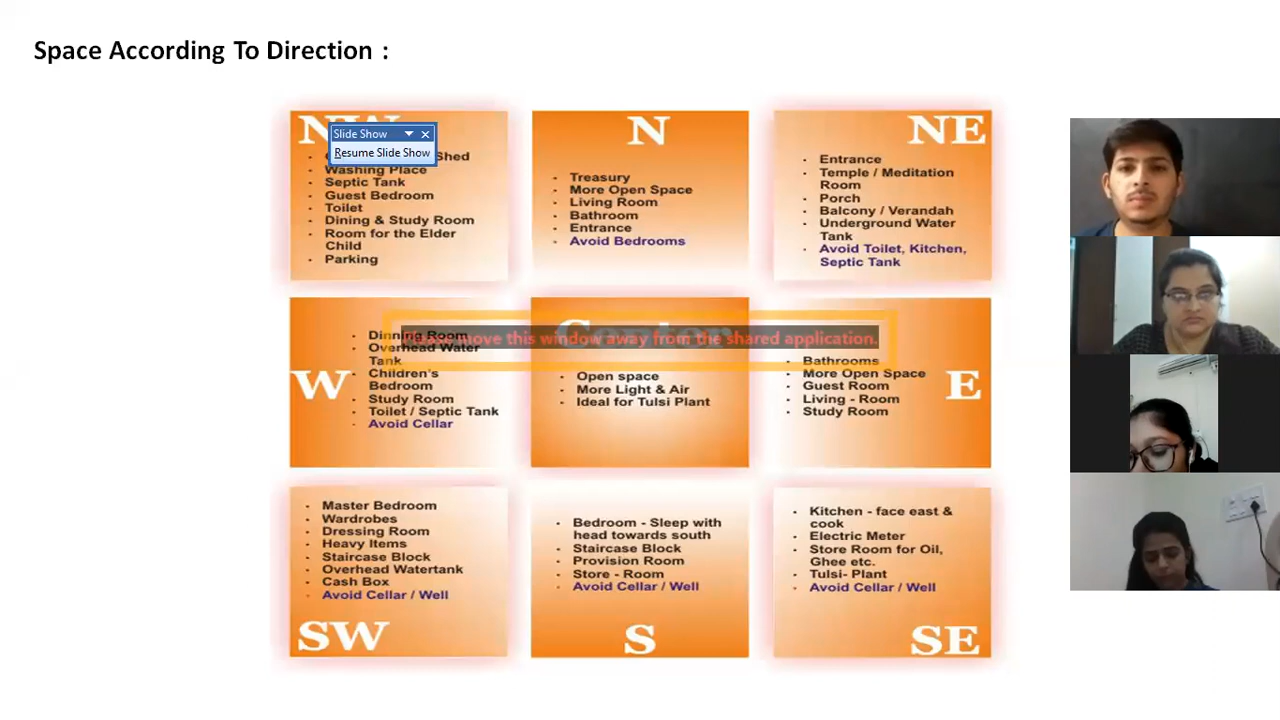 Space According To Direction :
NW
Slide Show
Resume Slide Show
Shed
Washing Place
Septic Tank
Guest Bedroom
Toilet
Dining & Study Room
Room for the Elder
Child
Parking
N
Treasury
More Open Space
Living Room
Bathroom
Entrance
Avoid Bedrooms
NE
Entrance
Temple / Meditation
Room
Porch
Balcony / Verandah
Underground Water
Tank
Avoid Toilet, Kitchen,
Septic Tank
W
Dinning Room
Overhead Water
Tank
Children's
Bedroom
Study Room
Toilet / Septic Tank
Avoid Cellar
Center
Please move this window away from the shared application.
Open space
More Light & Air
Ideal for Tulsi Plant
Bathrooms
More Open Space
Guest Room
Living - Room
Study Room
E
Master Bedroom
Wardrobes
Dressing Room
Heavy Items
Staircase Block
Overhead Watertank
Cash Box
Avoid Cellar / Well
SW
Bedroom - Sleep with
head towards south
Staircase Block
Provision Room
Store - Room
Avoid Cellar / Well
S
Kitchen - face east &
cook
Electric Meter
Store Room for Oil,
Ghee etc.
Tulsi- Plant
Avoid Cellar / Well
SE